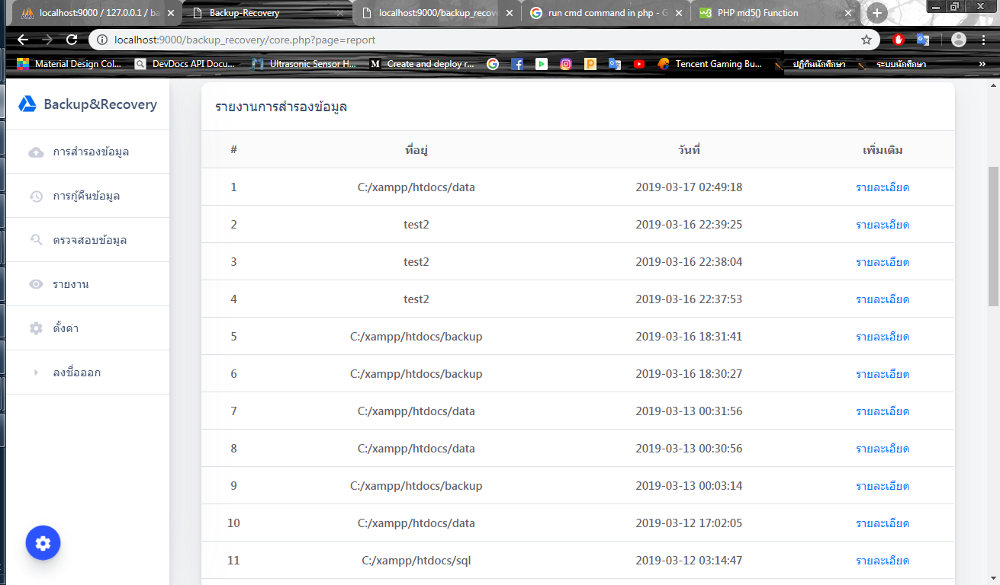 localhost:9000 / 127.0.0.1 / ba
Backup-Recovery
localhost:9000/backup_recove
run cmd command in php - G
PHP md5() Function
localhost:9000/backup_recovery/core.php?page=report
Material Design Col...
DevDocs API Docu...
Ultrasonic Sensor H...
Create and deploy r...
Tencent Gaming Bu...
ปฏิทินนักศึกษา
ระบบนักศึกษา
Backup&Recovery
การสำรองข้อมูล
การกู้คืนข้อมูล
ตรวจสอบข้อมูล
รายงาน
ตั้งค่า
ลงชื่อออก
รายงานการสำรองข้อมูล
# ที่อยู่ วันที่ เพิ่มเติม
1 C:/xampp/htdocs/data 2019-03-17 02:49:18 รายละเอียด
2 test2 2019-03-16 22:39:25 รายละเอียด
3 test2 2019-03-16 22:38:04 รายละเอียด
4 test2 2019-03-16 22:37:53 รายละเอียด
5 C:/xampp/htdocs/backup 2019-03-16 18:31:41 รายละเอียด
6 C:/xampp/htdocs/backup 2019-03-16 18:30:27 รายละเอียด
7 C:/xampp/htdocs/data 2019-03-13 00:31:56 รายละเอียด
8 C:/xampp/htdocs/data 2019-03-13 00:30:56 รายละเอียด
9 C:/xampp/htdocs/backup 2019-03-13 00:03:14 รายละเอียด
10 C:/xampp/htdocs/data 2019-03-12 17:02:05 รายละเอียด
11 C:/xampp/htdocs/sql 2019-03-12 03:14:47 รายละเอียด